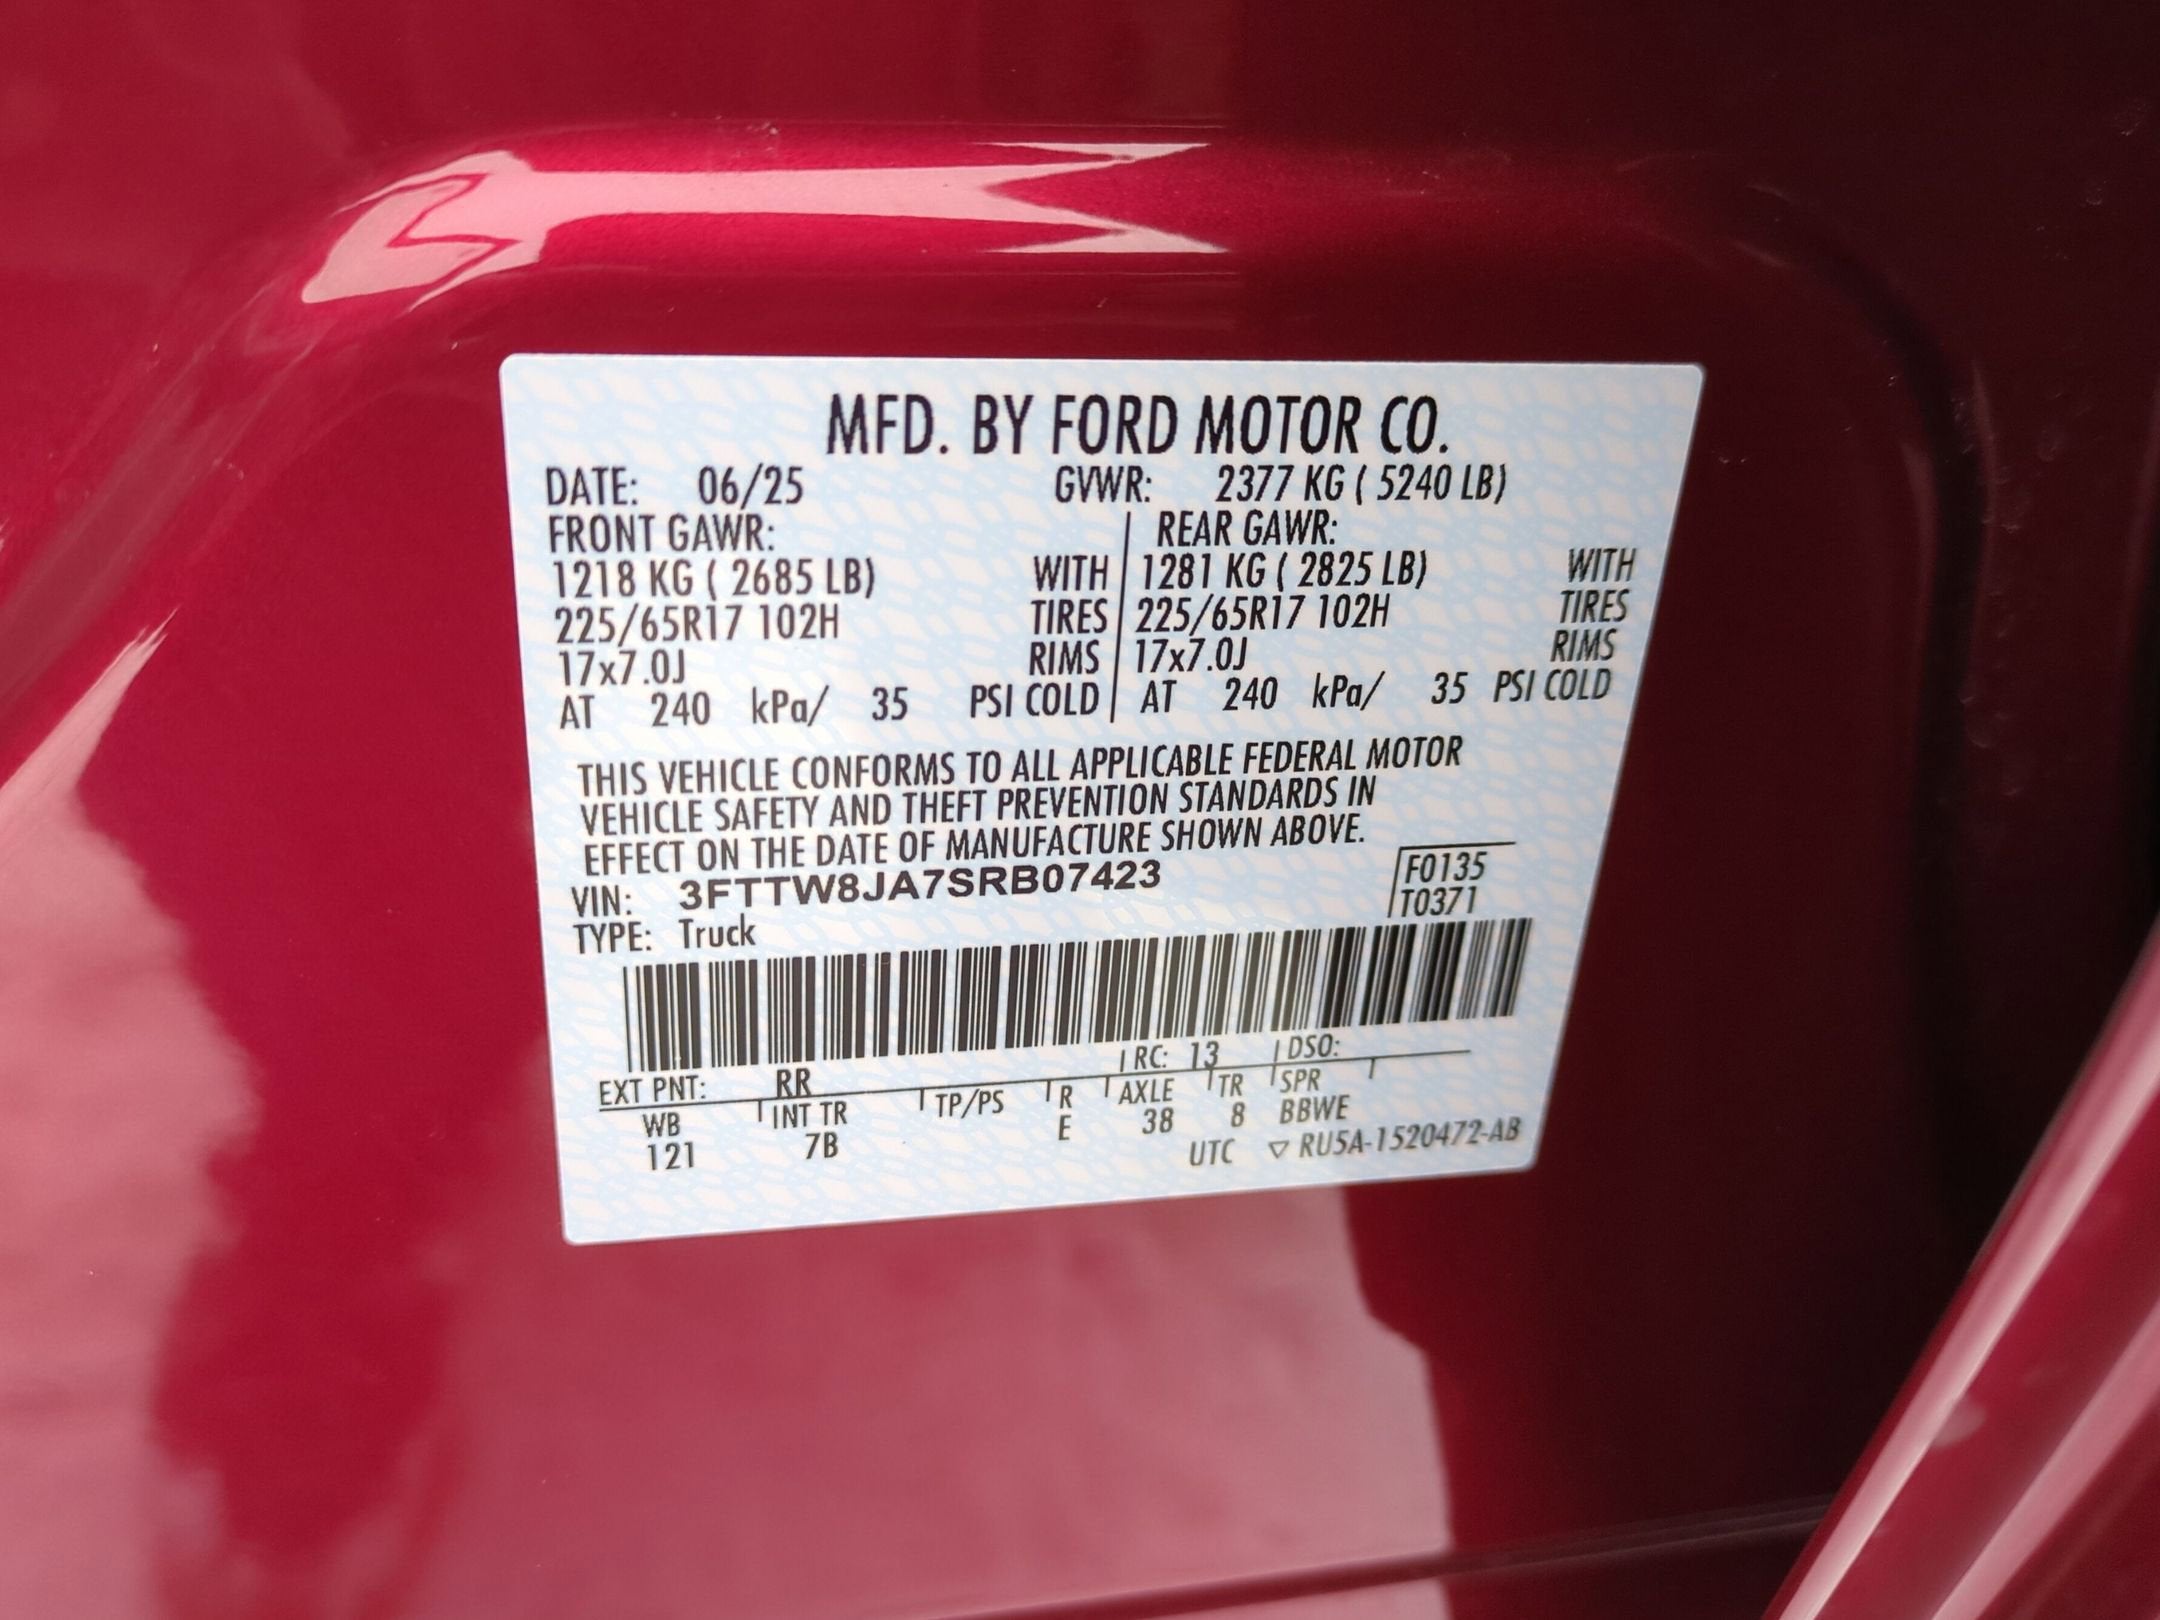 MFD. BY FORD MOTOR CO.
DATE: 06/25 GVWR: 2377 KG ( 5240 LB)
FRONT GAWR: REAR GAWR:
1218 KG ( 2685 LB) WITH 1281 KG ( 2825 LB) WITH
225/65R17 102H TIRES 225/65R17 102H TIRES
17x7.0J RIMS 17x7.0J RIMS
AT 240 kPa/ 35 PSI COLD AT 240 kPa/ 35 PSI COLD
THIS VEHICLE CONFORMS TO ALL APPLICABLE FEDERAL MOTOR
VEHICLE SAFETY AND THEFT PREVENTION STANDARDS IN
EFFECT ON THE DATE OF MANUFACTURE SHOWN ABOVE.
VIN: 3FTTW8JA7SRB07423 F0135
TYPE: Truck T0371
EXT PNT: RR RC: 13 DSO:
WB INT TR TP/PS R AXLE TR SPR
121 7B E 38 8 BBWE
UTC ▽ RU5A-1520472-AB